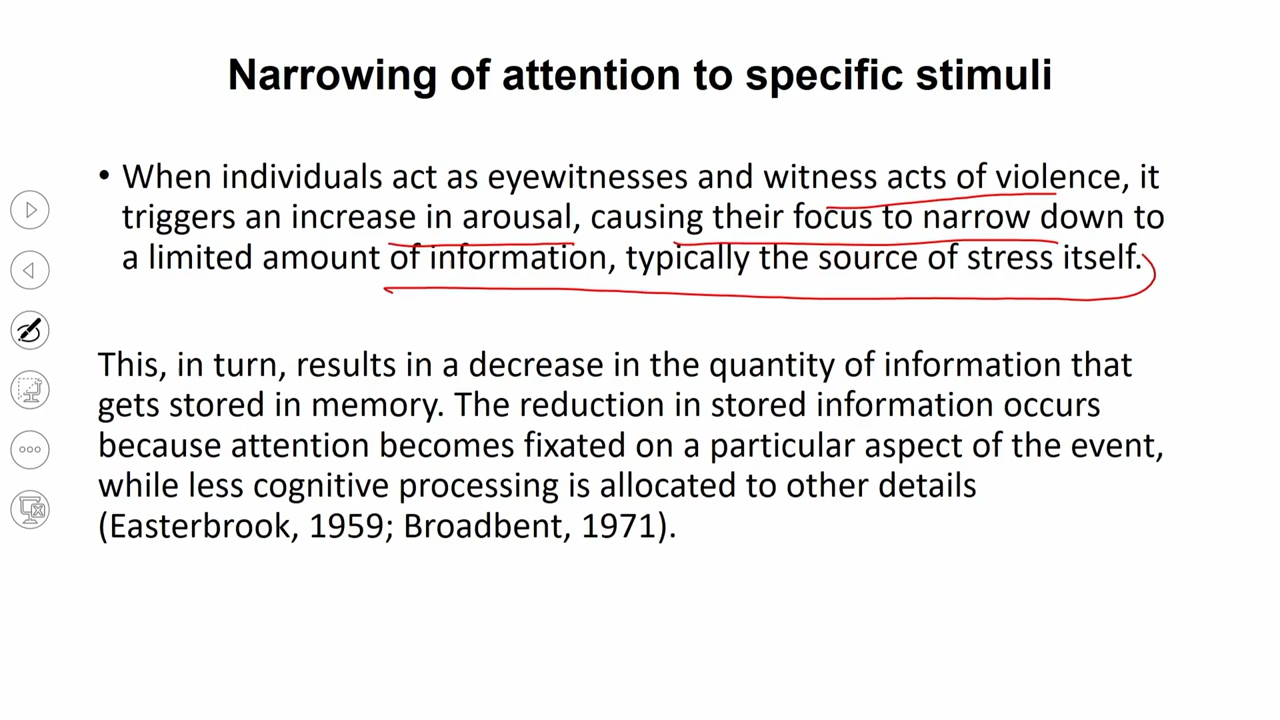 Narrowing of attention to specific stimuli
• When individuals act as eyewitnesses and witness acts of violence, it
triggers an increase in arousal, causing their focus to narrow down to
a limited amount of information, typically the source of stress itself.
This, in turn, results in a decrease in the quantity of information that
gets stored in memory. The reduction in stored information occurs
because attention becomes fixated on a particular aspect of the event,
while less cognitive processing is allocated to other details
(Easterbrook, 1959; Broadbent, 1971).